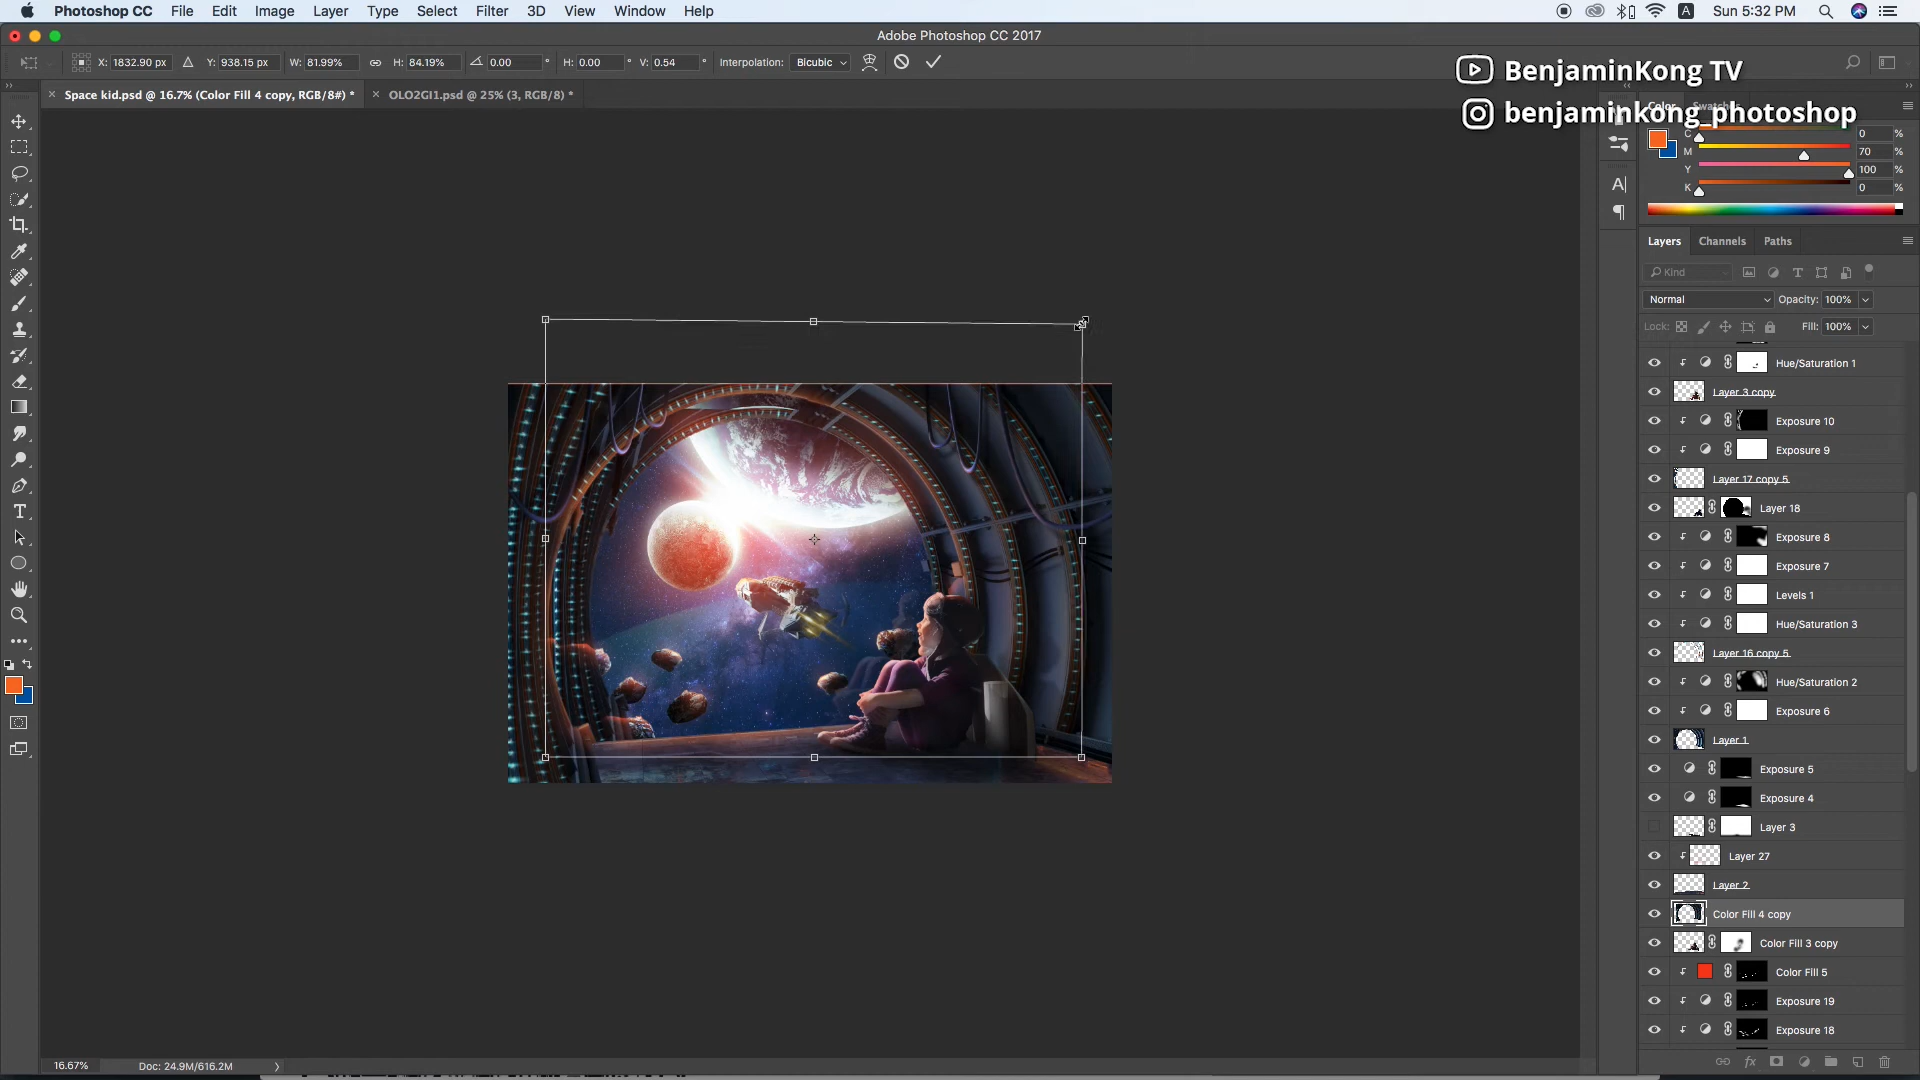 Photoshop CC File Edit Image Layer Type Select Filter 3D View Window Help
A Sun 5:32 PM
Adobe Photoshop CC 2017
X: 1832.90 px Y: 938.15 px W: 81.99% H: 84.19% 0.00 ° H: 0.00 ° V: 0.54 ° Interpolation: Bicubic
BenjaminKong TV
benjaminkong_photoshop
Space kid.psd @ 16.7% (Color Fill 4 copy, RGB/8#) *
OLO2GI1.psd @ 25% (3, RGB/8) *
Color Swatches
C 0 %
M 70 %
Y 100 %
K 0 %
Layers Channels Paths
Kind
Normal Opacity: 100%
Lock: Fill: 100%
Hue/Saturation 1
Layer 3 copy
Exposure 10
Exposure 9
Layer 17 copy 5
Layer 18
Exposure 8
Exposure 7
Levels 1
Hue/Saturation 3
Layer 16 copy 5
Hue/Saturation 2
Exposure 6
Layer 1
Exposure 5
Exposure 4
Layer 3
Layer 27
Layer 2
Color Fill 4 copy
Color Fill 3 copy
Color Fill 5
Exposure 19
Exposure 18
16.67% Doc: 24.9M/616.2M